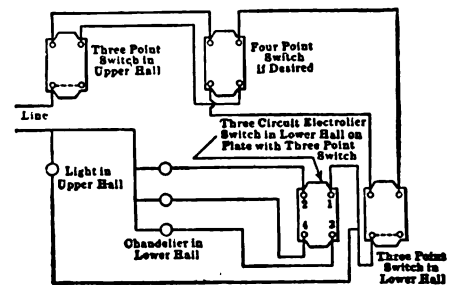 Three Point
Switch in
Upper Hall
Four Point
Switch
if Desired
Line
Three Circuit Electrolier
Switch in Lower Hall on
Plate with Three Point
Switch
Light in
Upper Hall
2 1
4 3
Chandelier in
Lower Hall
Three Point
Switch in
Lower Hall